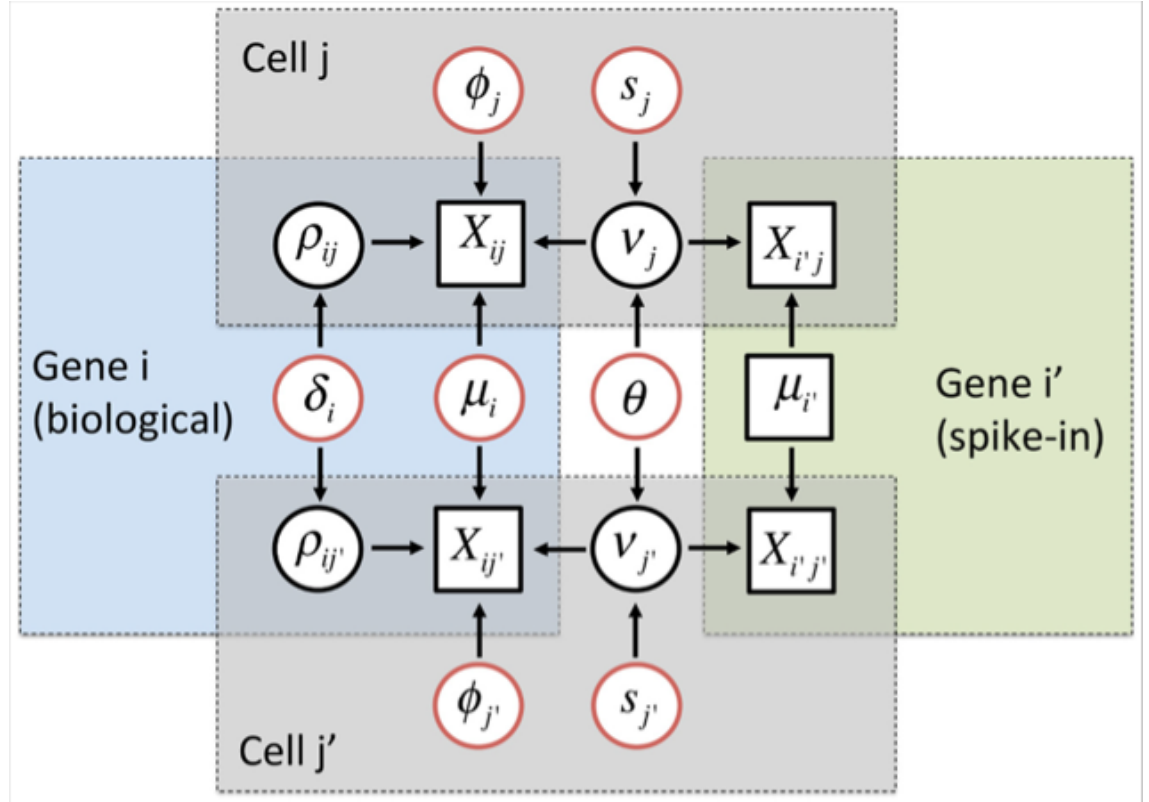 Cell j
ϕ_j
s_j
ρ_ij
X_ij
ν_j
X_i'j
Gene i
(biological)
δ_i
μ_i
θ
μ_i'
Gene i’
(spike-in)
ρ_ij'
X_ij'
ν_j'
X_i'j'
ϕ_j'
s_j'
Cell j’